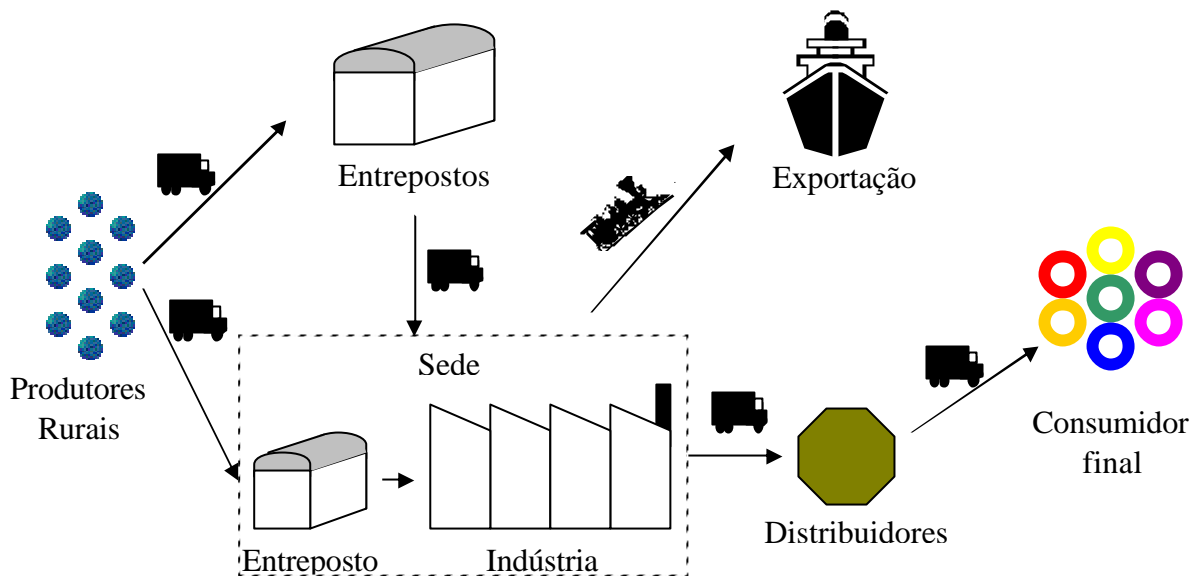 Entrepostos
Exportação
Produtores
Rurais
Sede
Entreposto
Indústria
Distribuidores
Consumidor
final